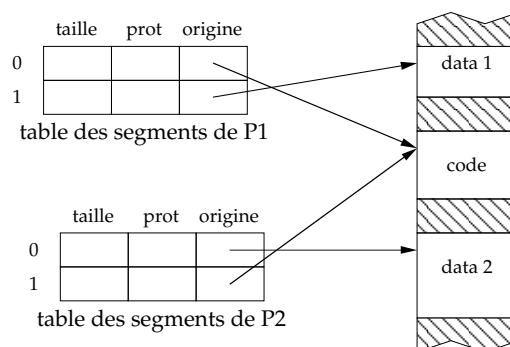 taille prot origine
0
1
table des segments de P1
taille prot origine
0
1
table des segments de P2
data 1
code
data 2